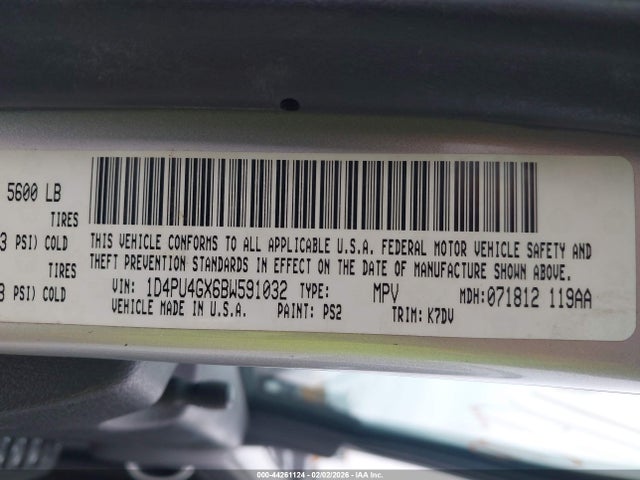 5600 LB
TIRES
3 PSI) COLD
THIS VEHICLE CONFORMS TO ALL APPLICABLE U.S.A. FEDERAL MOTOR VEHICLE SAFETY AND
THEFT PREVENTION STANDARDS IN EFFECT ON THE DATE OF MANUFACTURE SHOWN ABOVE.
TIRES
3 PSI) COLD
VIN: 1D4PU4GX6BW591032 TYPE: MPV MDH:071812 119AA
VEHICLE MADE IN U.S.A. PAINT: PS2 TRIM: K7DV
000-44261124 - 02/02/2026 - IAA Inc.